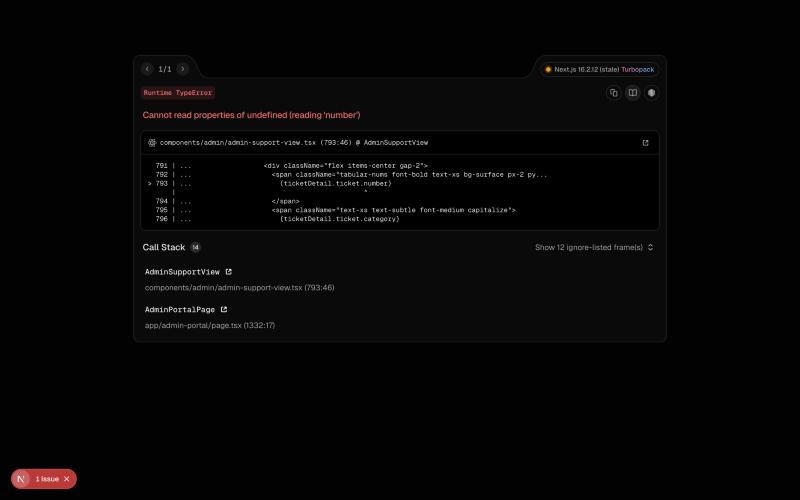 1/1
Next.js 16.2.12 (stale) Turbopack
Runtime TypeError
Cannot read properties of undefined (reading 'number')
components/admin/admin-support-view.tsx (793:46) @ AdminSupportView
791 | ... <div className="flex items-center gap-2">
792 | ... <span className="tabular-nums font-bold text-xs bg-surface px-2 py...
> 793 | ... {ticketDetail.ticket.number}
| ^
794 | ... </span>
795 | ... <span className="text-xs text-subtle font-medium capitalize">
796 | ... {ticketDetail.ticket.category}
Call Stack 14
Show 12 ignore-listed frame(s)
AdminSupportView
components/admin/admin-support-view.tsx (793:46)
AdminPortalPage
app/admin-portal/page.tsx (1332:17)
N 1 Issue